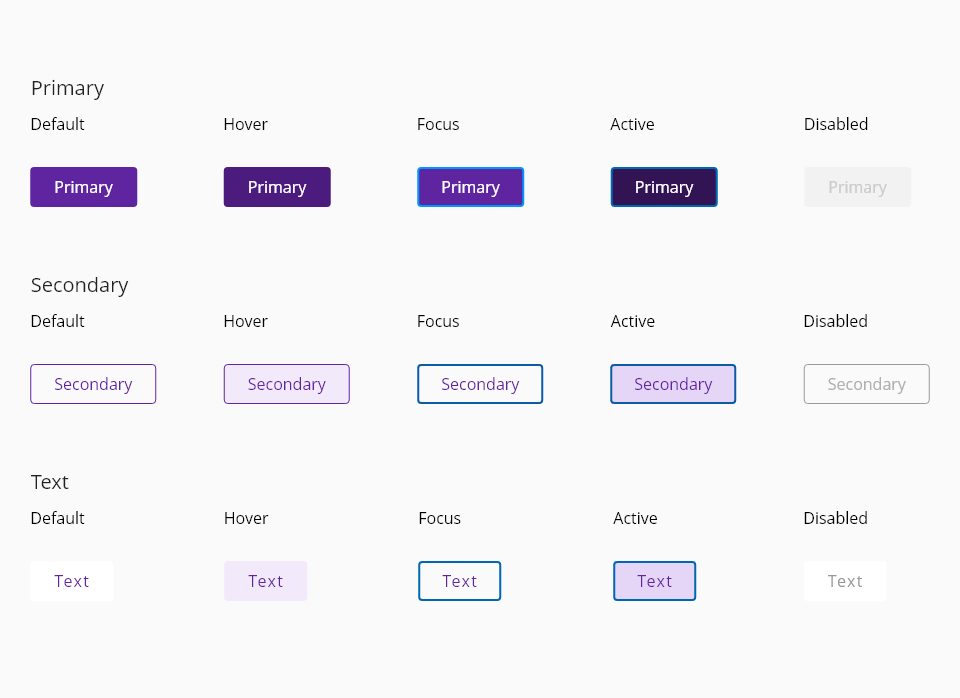 Primary
Default Hover Focus Active Disabled
Primary Primary Primary Primary Primary
Secondary
Default Hover Focus Active Disabled
Secondary Secondary Secondary Secondary Secondary
Text
Default Hover Focus Active Disabled
Text Text Text Text Text